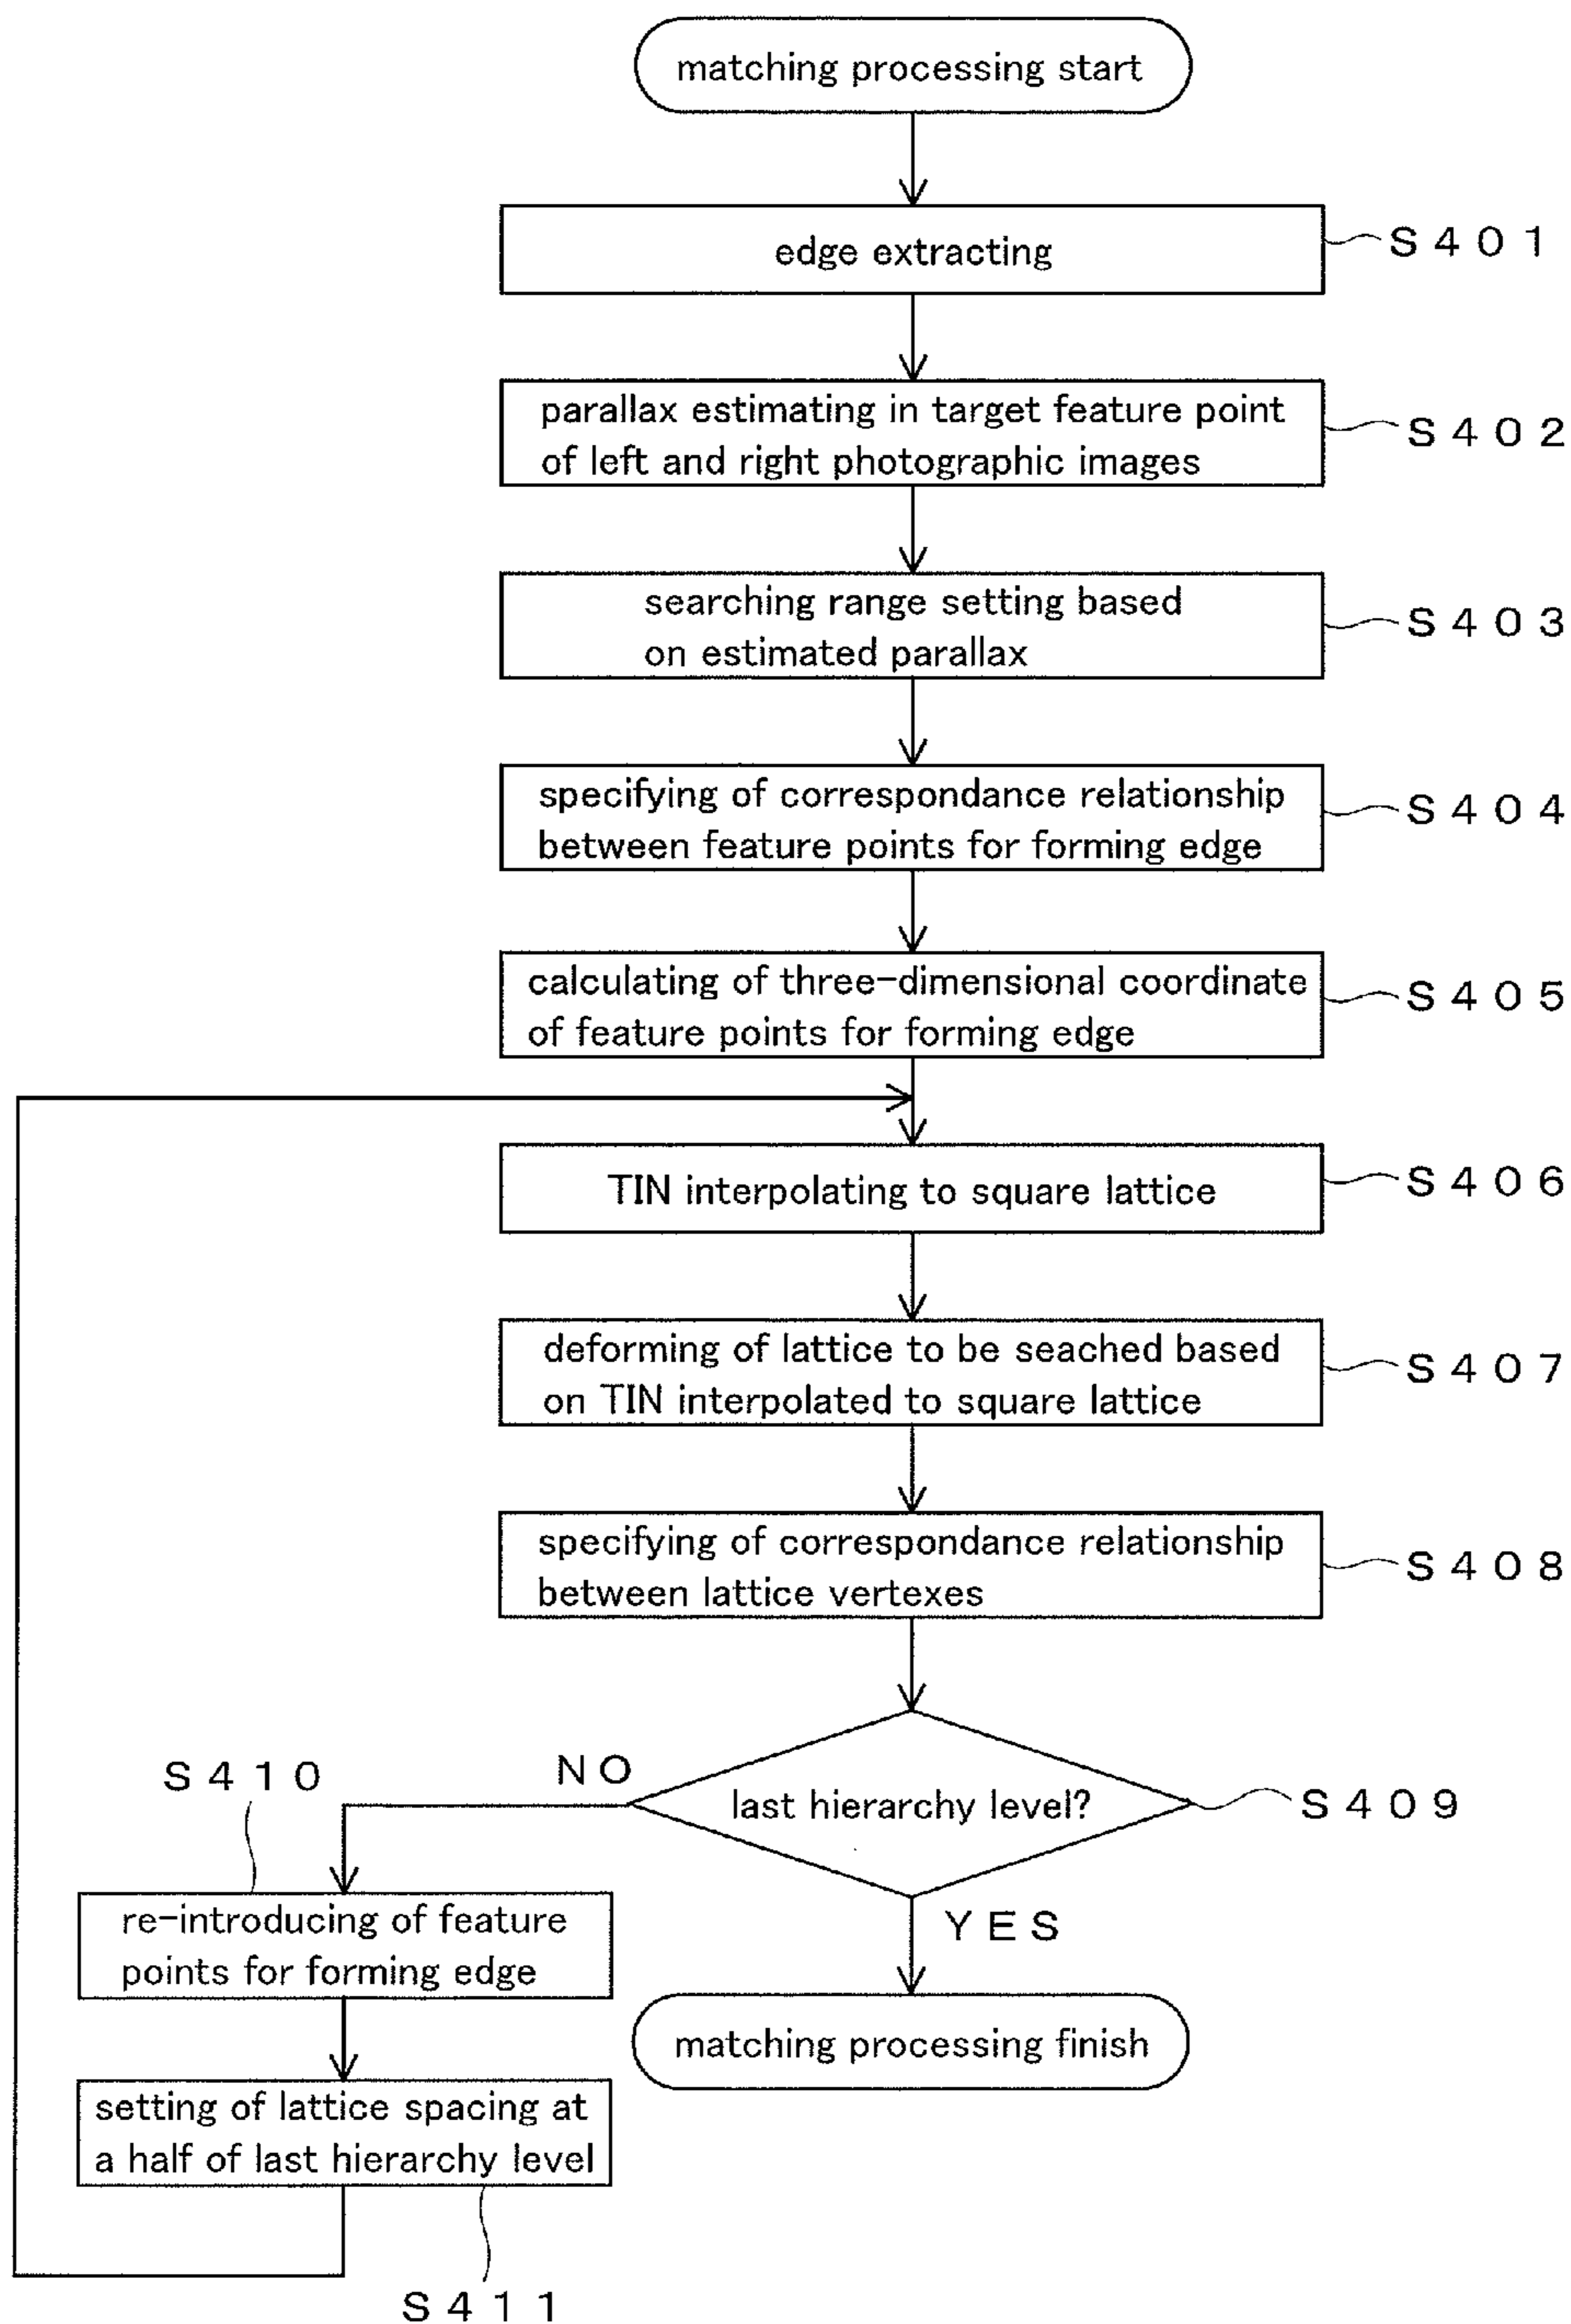 matching processing start
edge extracting
S401
parallax estimating in target feature point
of left and right photographic images
S402
searching range setting based
on estimated parallax
S403
specifying of correspondance relationship
between feature points for forming edge
S404
calculating of three-dimensional coordinate
of feature points for forming edge
S405
TIN interpolating to square lattice
S406
deforming of lattice to be seached based
on TIN interpolated to square lattice
S407
specifying of correspondance relationship
between lattice vertexes
S408
last hierarchy level?
S409
NO
YES
S410
re-introducing of feature
points for forming edge
matching processing finish
setting of lattice spacing at
a half of last hierarchy level
S411